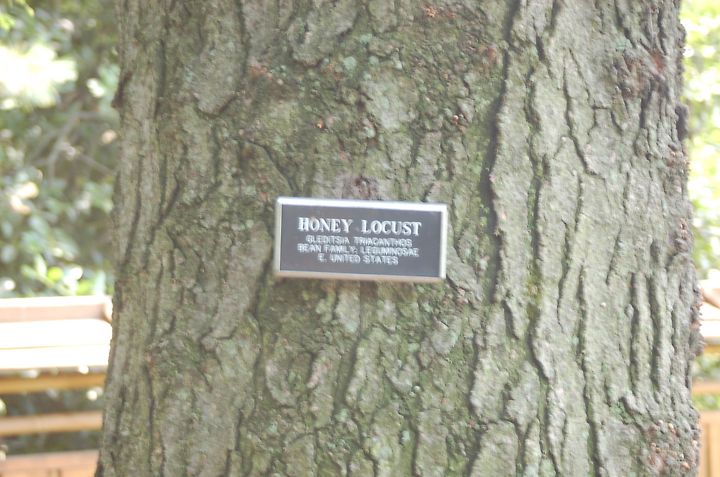 HONEY LOCUST
GLEDITSIA TRIACANTHOS
BEAN FAMILY: LEGUMINOSAE
E. UNITED STATES